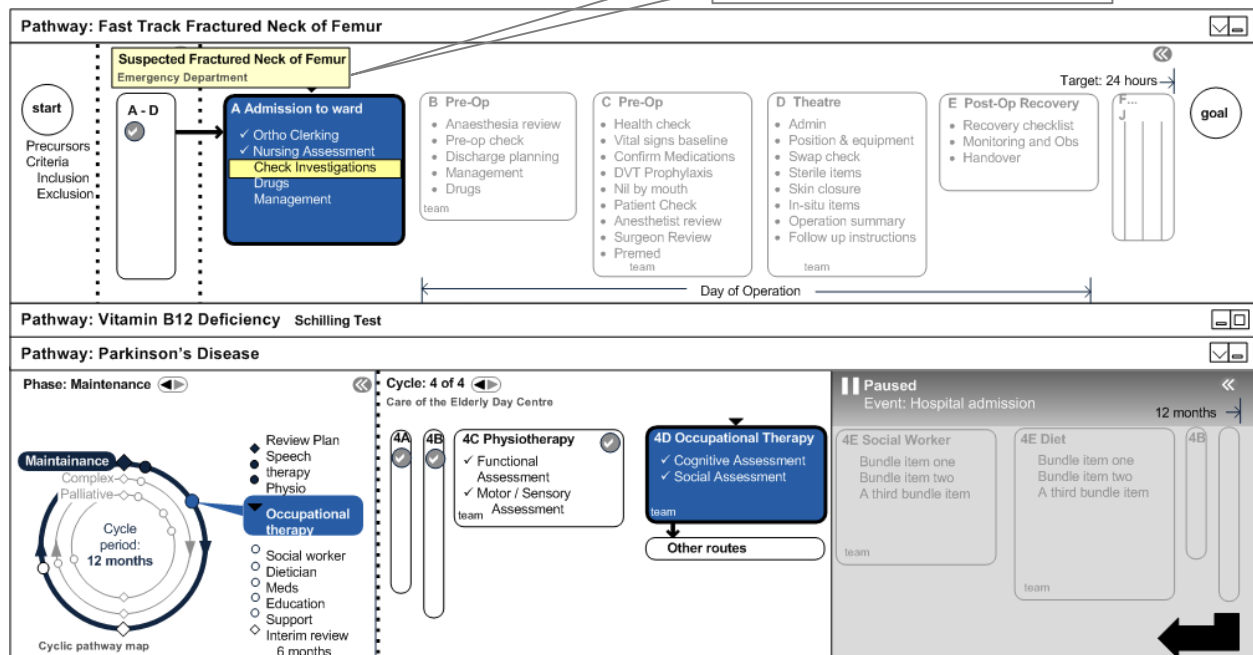 Pathway: Fast Track Fractured Neck of Femur
Suspected Fractured Neck of Femur
Emergency Department
Target: 24 hours
start
Precursors
Criteria
Inclusion
Exclusion
A - D
A Admission to ward
✓ Ortho Clerking
✓ Nursing Assessment
Check Investigations
Drugs
Management
B Pre-Op
• Anaesthesia review
• Pre-op check
• Discharge planning
• Management
• Drugs
team
C Pre-Op
• Health check
• Vital signs baseline
• Confirm Medications
• DVT Prophylaxis
• Nil by mouth
• Patient Check
• Anesthetist review
• Surgeon Review
• Premed
team
D Theatre
• Admin
• Position & equipment
• Swap check
• Sterile items
• Skin closure
• In-situ items
• Operation summary
• Follow up instructions
team
E Post-Op Recovery
• Recovery checklist
• Monitoring and Obs
• Handover
F...
J
goal
Day of Operation
Pathway: Vitamin B12 Deficiency Schilling Test
Pathway: Parkinson's Disease
Phase: Maintenance
Maintainance
Complex
Palliative
Cycle
period:
12 months
Cyclic pathway map
Review Plan
Speech
therapy
Physio
Occupational
therapy
Social worker
Dietician
Meds
Education
Support
Interim review
6 months
Cycle: 4 of 4
Care of the Elderly Day Centre
4A
4B
4C Physiotherapy
✓ Functional
Assessment
✓ Motor / Sensory
Assessment
team
4D Occupational Therapy
✓ Cognitive Assessment
✓ Social Assessment
team
Other routes
Paused
Event: Hospital admission
12 months
4E Social Worker
Bundle item one
Bundle item two
A third bundle item
team
4E Diet
Bundle item one
Bundle item two
A third bundle item
team
4B